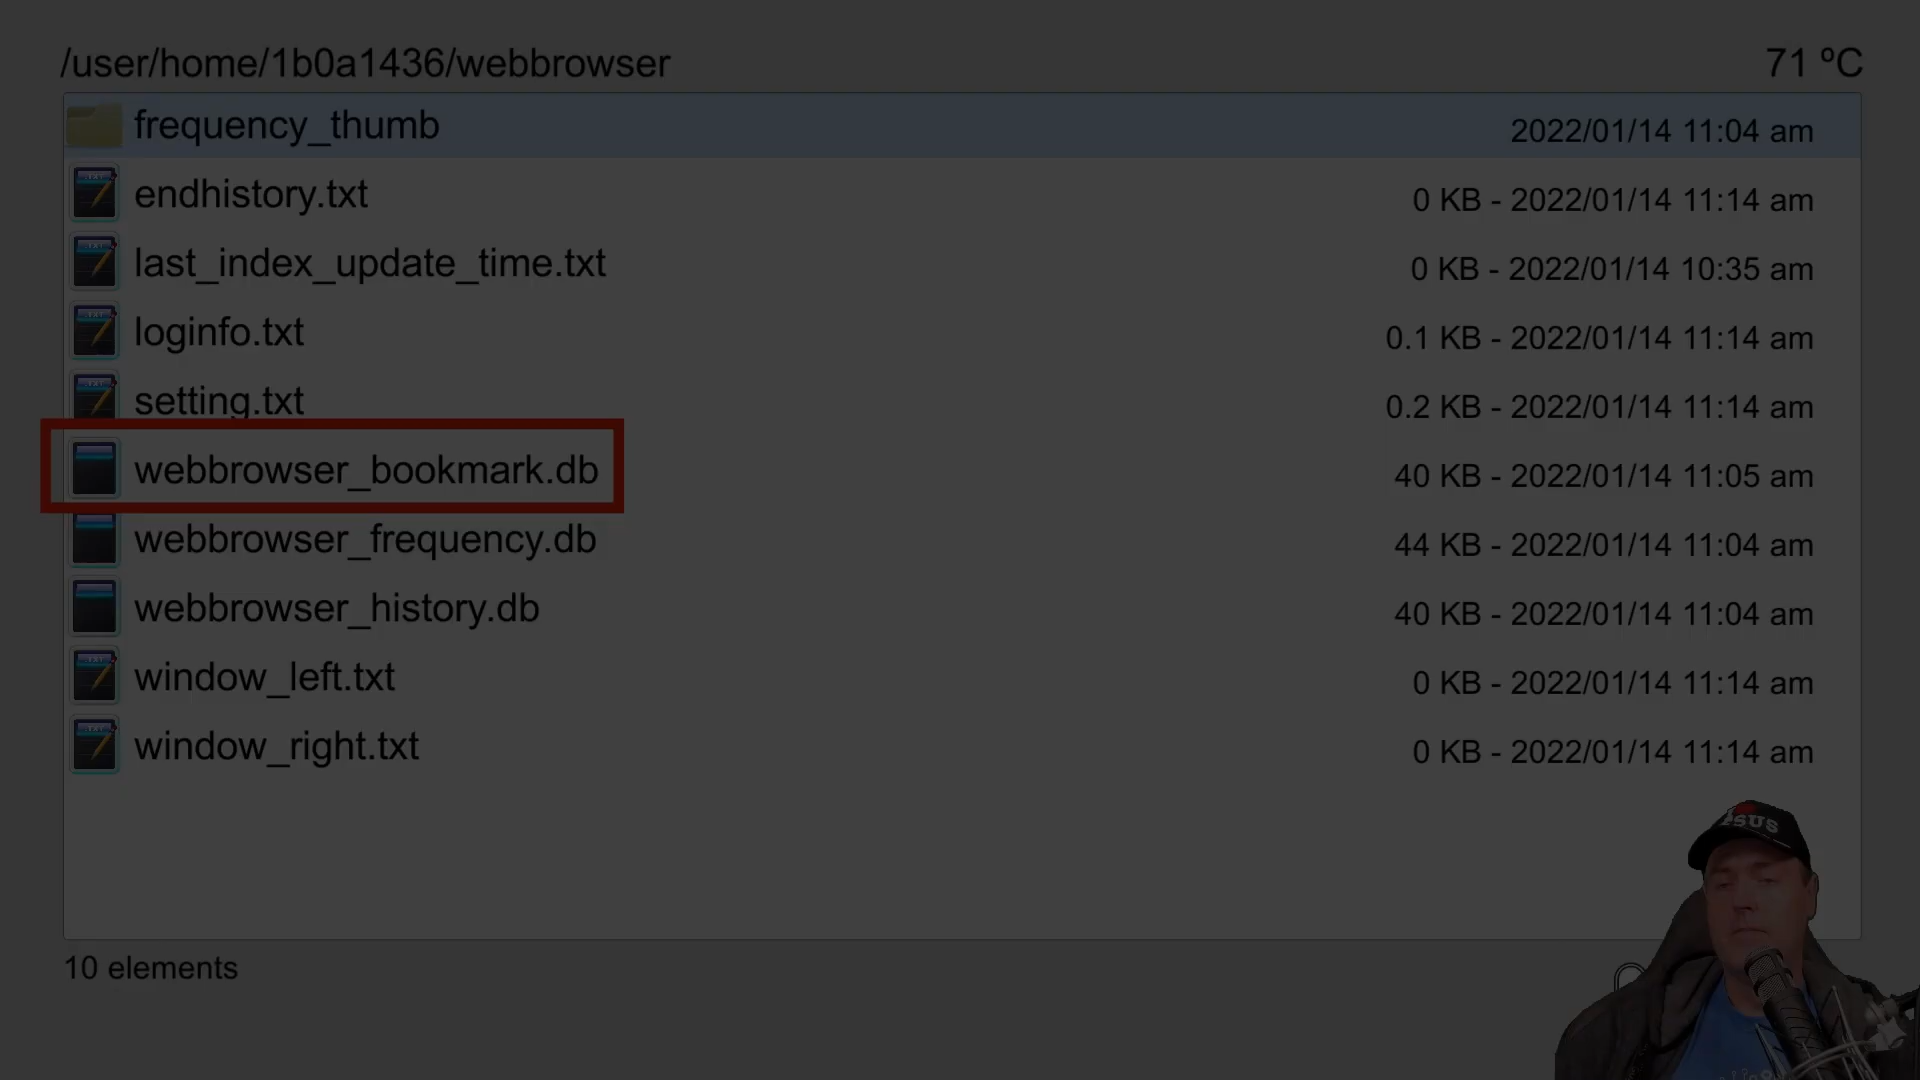 /user/home/1b0a1436/webbrowser
71 ºC
frequency_thumb
2022/01/14 11:04 am
endhistory.txt
0 KB - 2022/01/14 11:14 am
last_index_update_time.txt
0 KB - 2022/01/14 10:35 am
loginfo.txt
0.1 KB - 2022/01/14 11:14 am
setting.txt
0.2 KB - 2022/01/14 11:14 am
webbrowser_bookmark.db
40 KB - 2022/01/14 11:05 am
webbrowser_frequency.db
44 KB - 2022/01/14 11:04 am
webbrowser_history.db
40 KB - 2022/01/14 11:04 am
window_left.txt
0 KB - 2022/01/14 11:14 am
window_right.txt
0 KB - 2022/01/14 11:14 am
10 elements